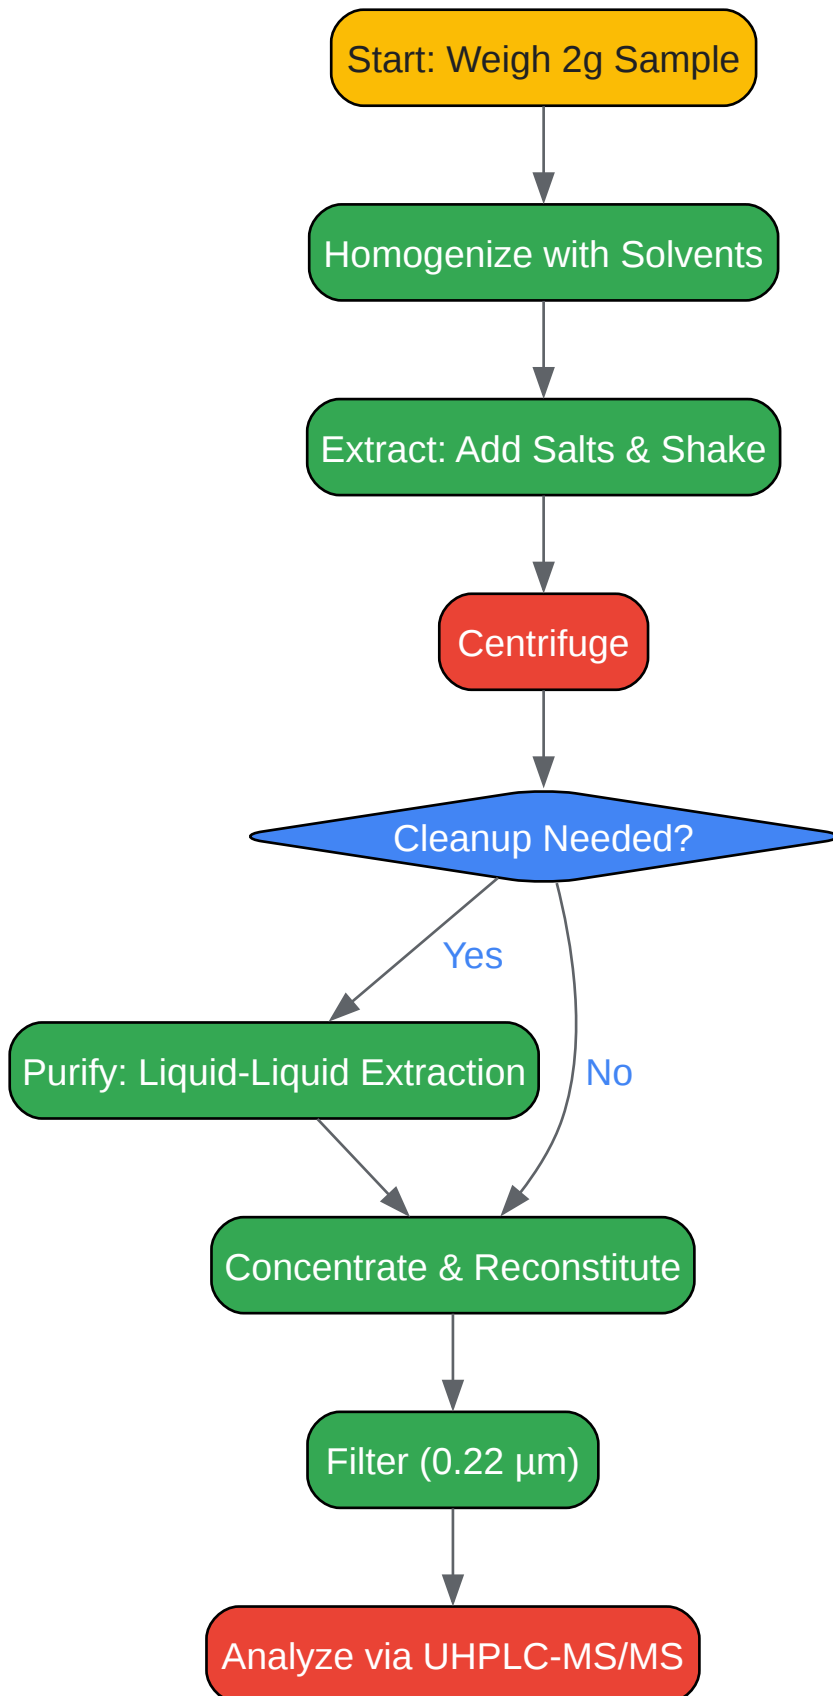 Start: Weigh 2g Sample
Homogenize with Solvents
Extract: Add Salts & Shake
Centrifuge
Cleanup Needed?
Yes
Purify: Liquid-Liquid Extraction
No
Concentrate & Reconstitute
Filter (0.22 µm)
Analyze via UHPLC-MS/MS